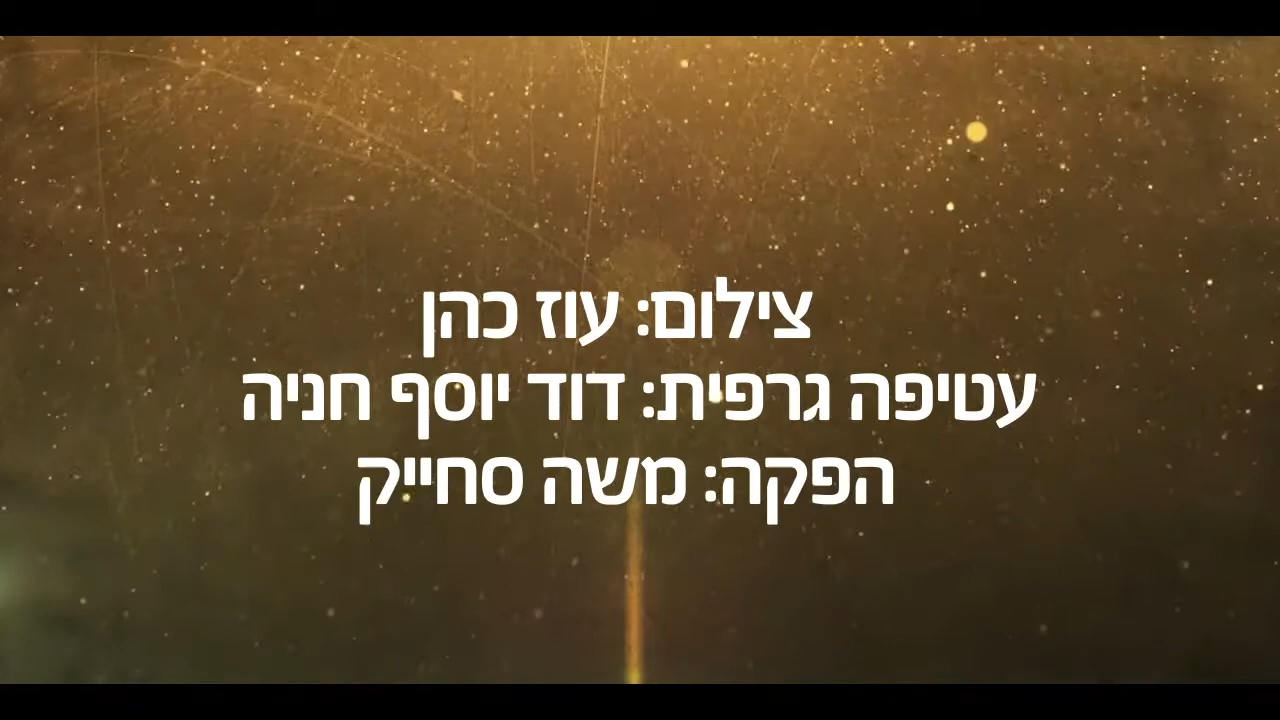 צילום: עוז כהן
עטיפה גרפית: דוד יוסף חניה
הפקה: משה סחייק